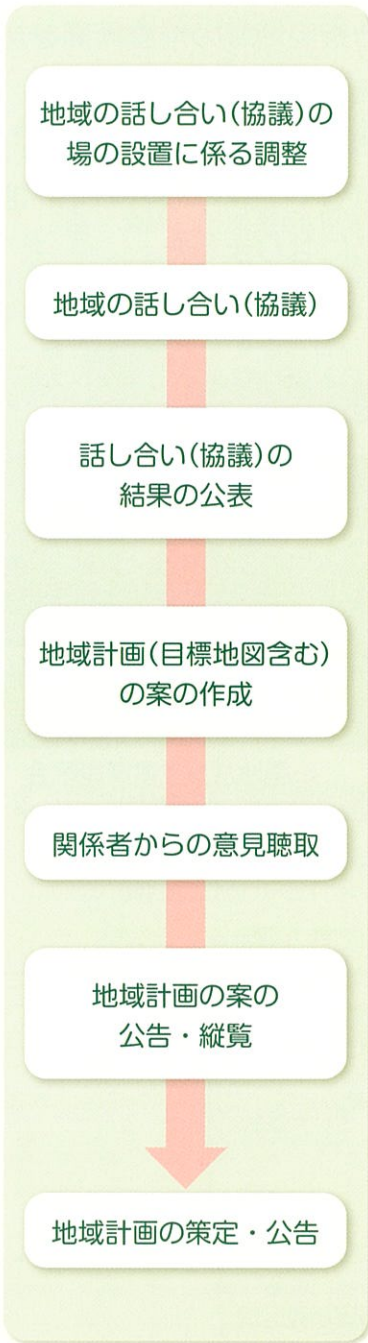 地域の話し合い(協議)の
場の設置に係る調整
地域の話し合い(協議)
話し合い(協議)の
結果の公表
地域計画(目標地図含む)
の案の作成
関係者からの意見聴取
地域計画の案の
公告・縦覧
地域計画の策定・公告